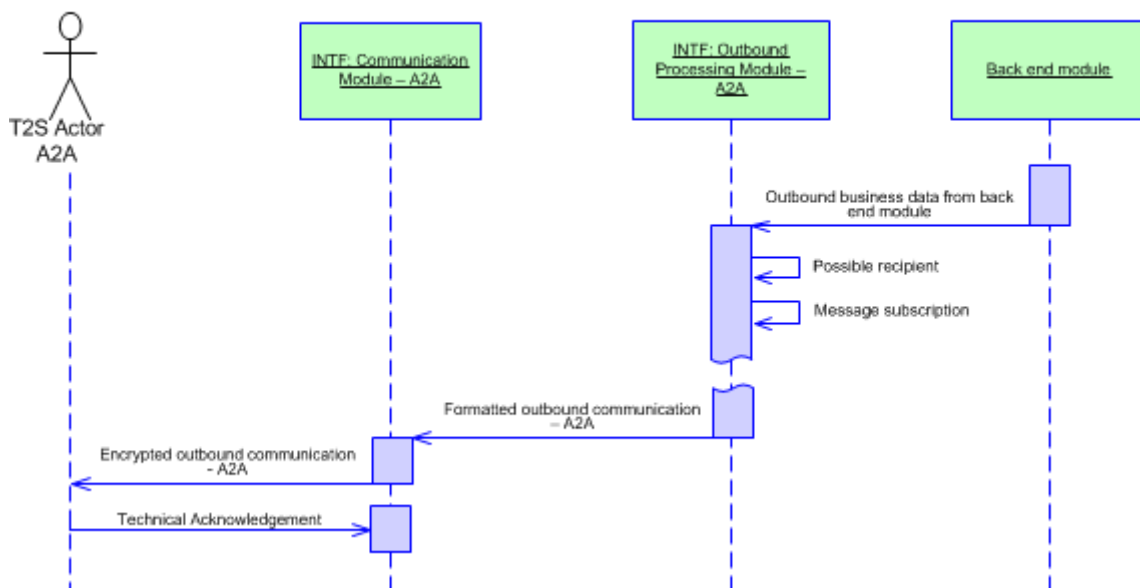 T2S Actor
A2A
INTF: Communication
Module – A2A
INTF: Outbound
Processing Module –
A2A
Back end module
Outbound business data from back
end module
Possible recipient
Message subscription
Formatted outbound communication
– A2A
Encrypted outbound communication
- A2A
Technical Acknowledgement